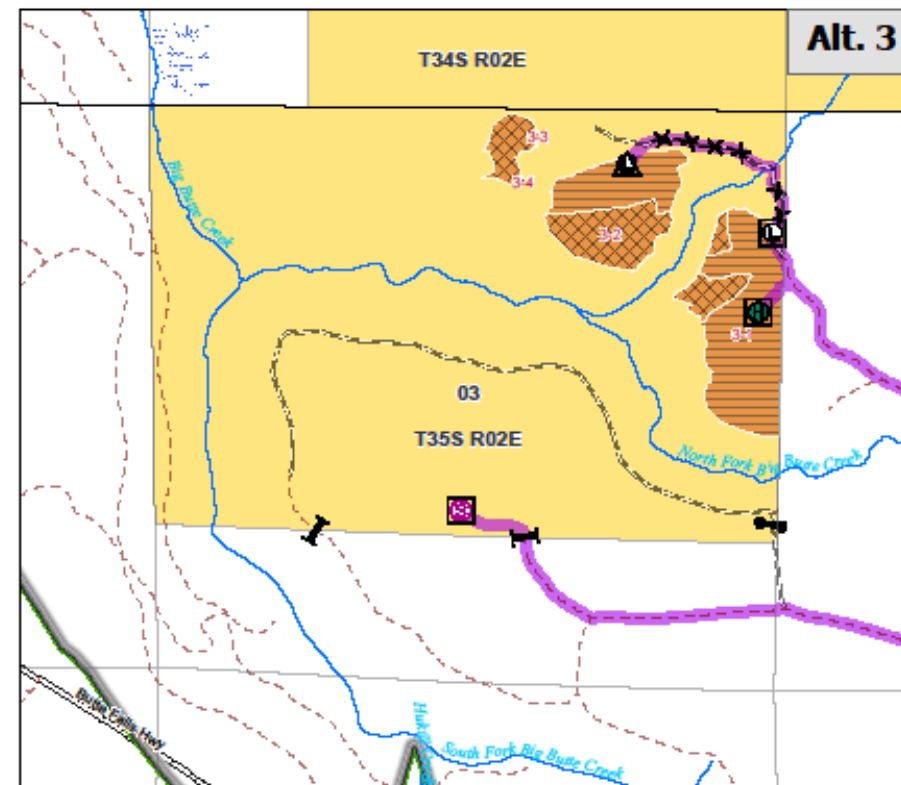 Alt. 3
T34S R02E
3-3
3-4
Big Butte Creek
3-2
L
H
3-1
03
T35S R02E
North Fork Big Butte Creek
Butte Falls Hwy
South Fork Big Butte Creek